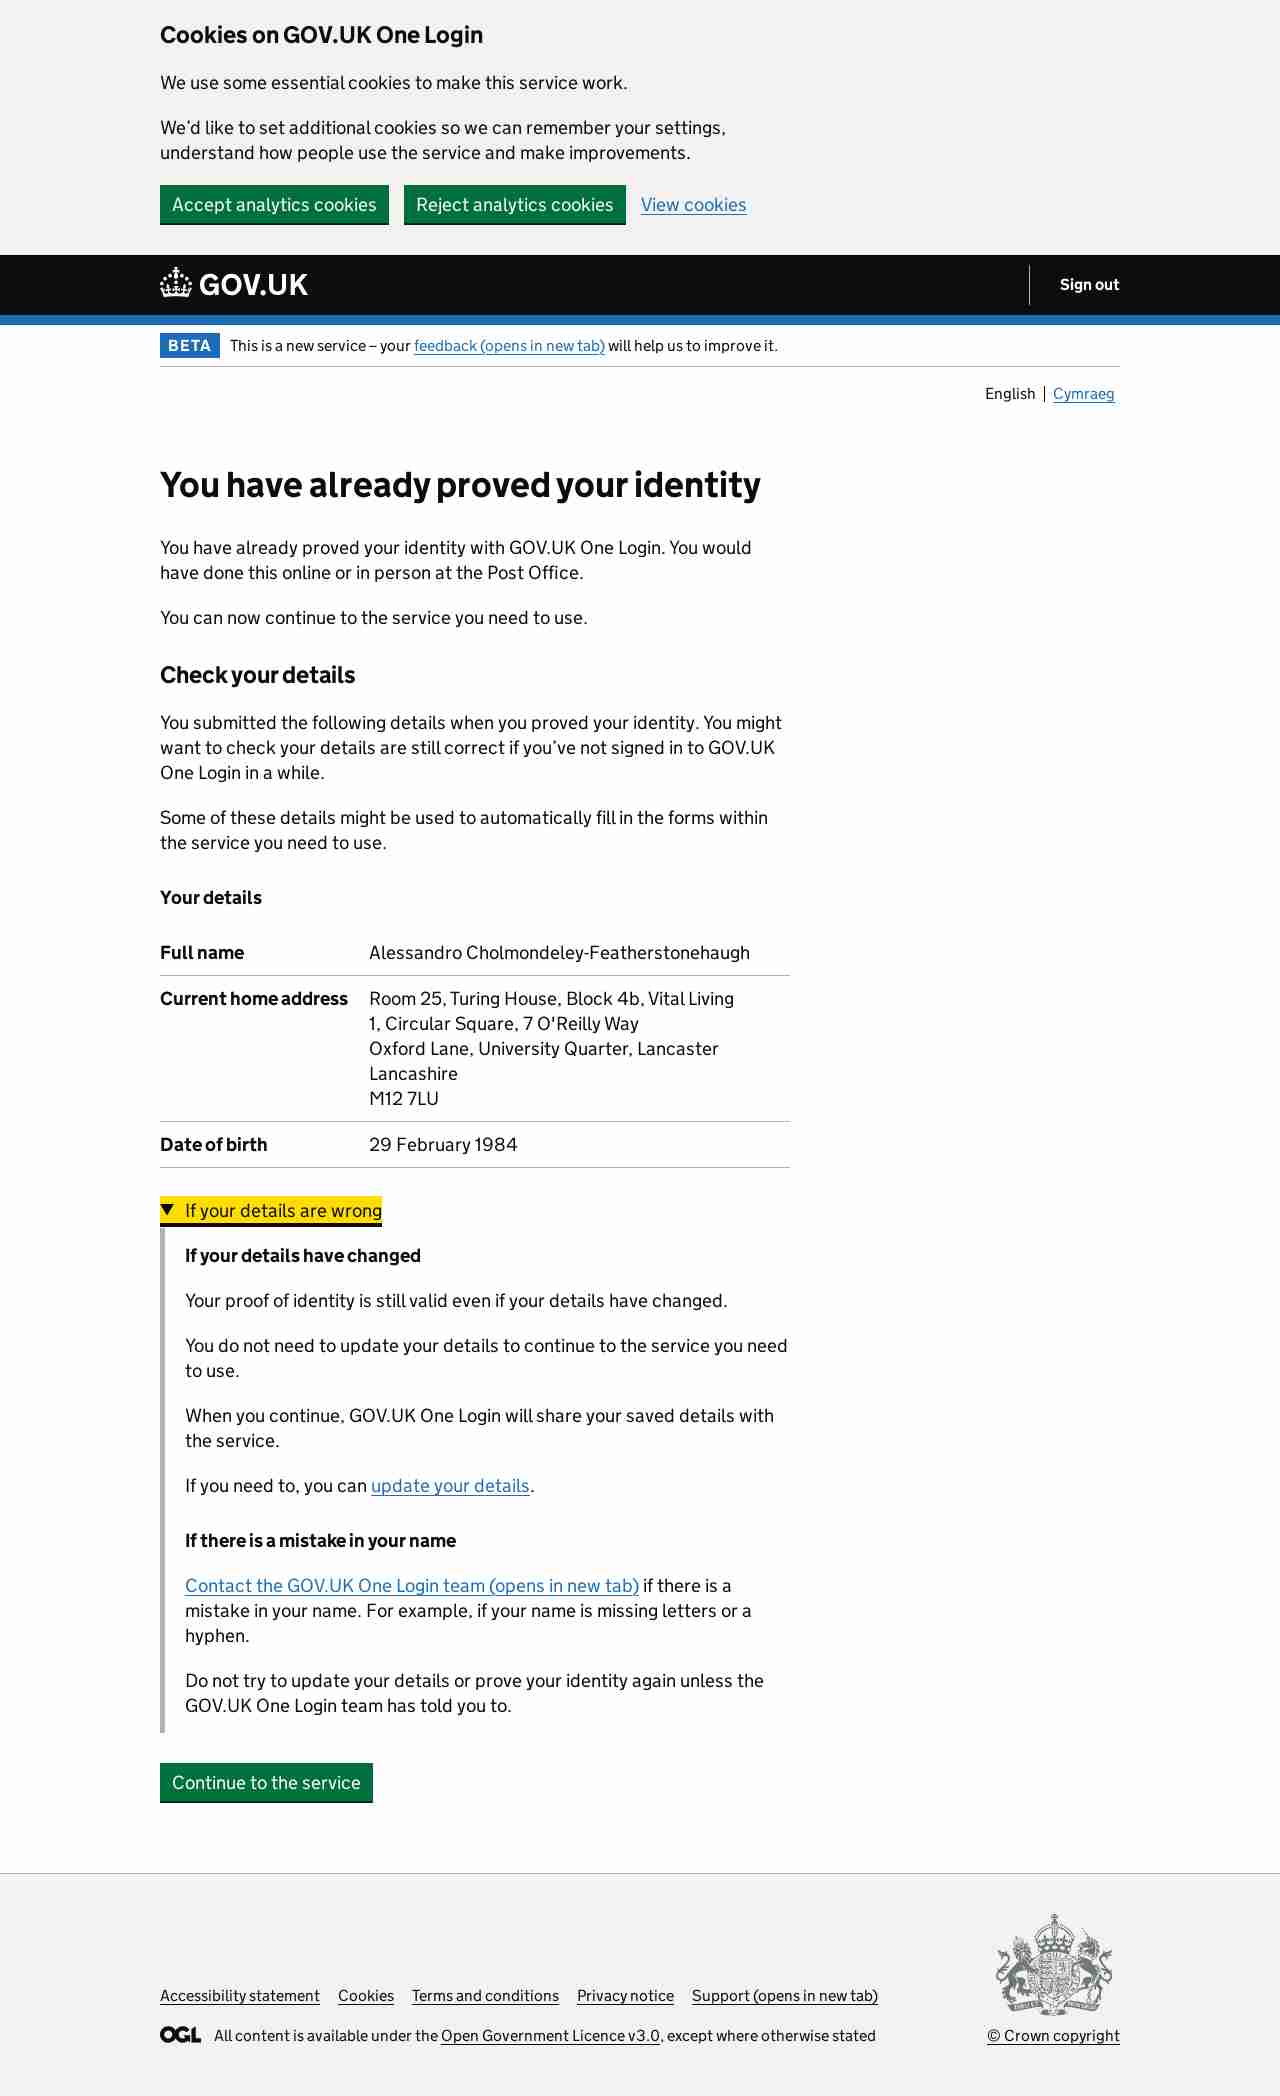 Cookies on GOV.UK One Login
We use some essential cookies to make this service work.
We’d like to set additional cookies so we can remember your settings,
understand how people use the service and make improvements.
Accept analytics cookies
Reject analytics cookies
View cookies
GOV.UK
Sign out
BETA
This is a new service – your feedback (opens in new tab) will help us to improve it.
English
Cymraeg
You have already proved your identity
You have already proved your identity with GOV.UK One Login. You would
have done this online or in person at the Post Office.
You can now continue to the service you need to use.
Check your details
You submitted the following details when you proved your identity. You might
want to check your details are still correct if you’ve not signed in to GOV.UK
One Login in a while.
Some of these details might be used to automatically fill in the forms within
the service you need to use.
Your details
Full name
Alessandro Cholmondeley-Featherstonehaugh
Current home address
Room 25, Turing House, Block 4b, Vital Living
1, Circular Square, 7 O'Reilly Way
Oxford Lane, University Quarter, Lancaster
Lancashire
M12 7LU
Date of birth
29 February 1984
If your details are wrong
If your details have changed
Your proof of identity is still valid even if your details have changed.
You do not need to update your details to continue to the service you need
to use.
When you continue, GOV.UK One Login will share your saved details with
the service.
If you need to, you can update your details.
If there is a mistake in your name
Contact the GOV.UK One Login team (opens in new tab) if there is a
mistake in your name. For example, if your name is missing letters or a
hyphen.
Do not try to update your details or prove your identity again unless the
GOV.UK One Login team has told you to.
Continue to the service
Accessibility statement
Cookies
Terms and conditions
Privacy notice
Support (opens in new tab)
OGL
All content is available under the Open Government Licence v3.0, except where otherwise stated
© Crown copyright